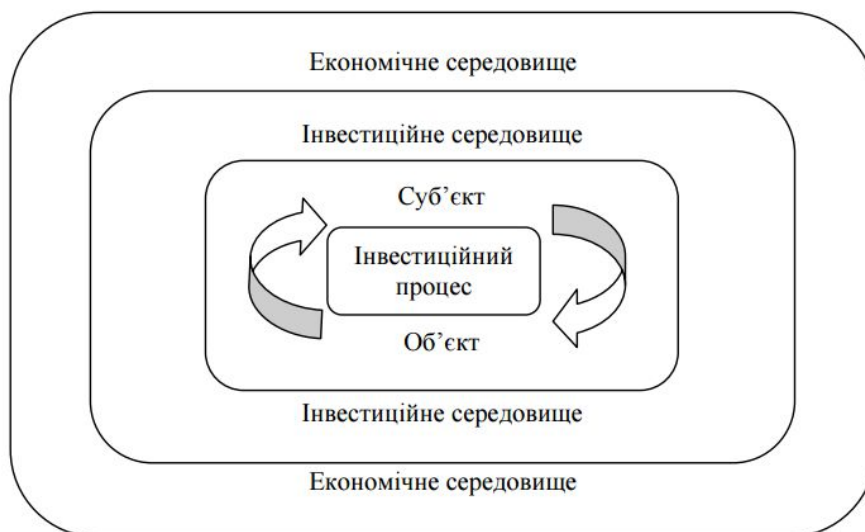 Економічне середовище
Інвестиційне середовище
Суб’єкт
Інвестиційний
процес
Об’єкт
Інвестиційне середовище
Економічне середовище